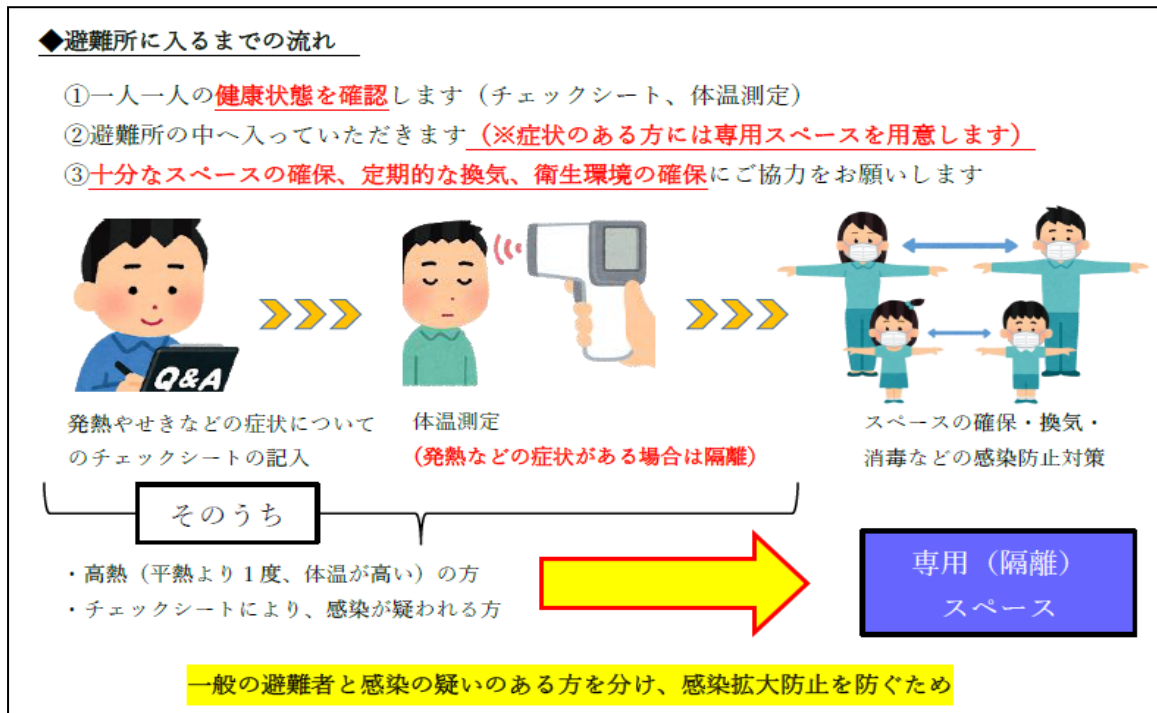 ◆避難所に入るまでの流れ
①一人一人の健康状態を確認します（チェックシート、体温測定）
②避難所の中へ入っていただきます（※症状のある方には専用スペースを用意します）
③十分なスペースの確保、定期的な換気、衛生環境の確保にご協力をお願いします
Q&A
発熱やせきなどの症状について
のチェックシートの記入
体温測定
（発熱などの症状がある場合は隔離）
スペースの確保・換気・
消毒などの感染防止対策
そのうち
・高熱（平熱より１度、体温が高い）の方
・チェックシートにより、感染が疑われる方
専用（隔離）
スペース
一般の避難者と感染の疑いのある方を分け、感染拡大防止を防ぐため